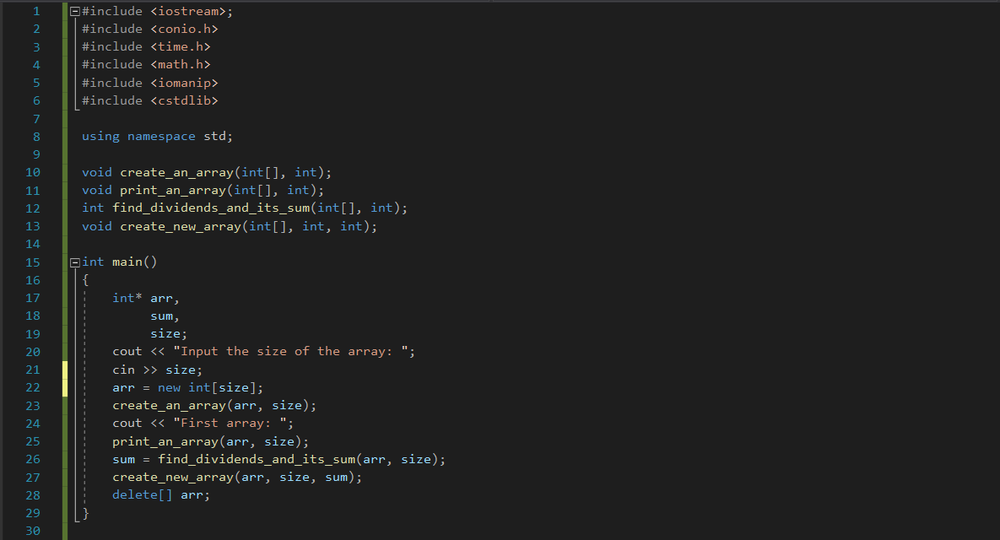 1 #include <iostream>;
2 #include <conio.h>
3 #include <time.h>
4 #include <math.h>
5 #include <iomanip>
6 #include <cstdlib>
7
8 using namespace std;
9
10 void create_an_array(int[], int);
11 void print_an_array(int[], int);
12 int find_dividends_and_its_sum(int[], int);
13 void create_new_array(int[], int, int);
14
15 int main()
16 {
17     int* arr,
18          sum,
19          size;
20     cout << "Input the size of the array: ";
21     cin >> size;
22     arr = new int[size];
23     create_an_array(arr, size);
24     cout << "First array: ";
25     print_an_array(arr, size);
26     sum = find_dividends_and_its_sum(arr, size);
27     create_new_array(arr, size, sum);
28     delete[] arr;
29 }
30